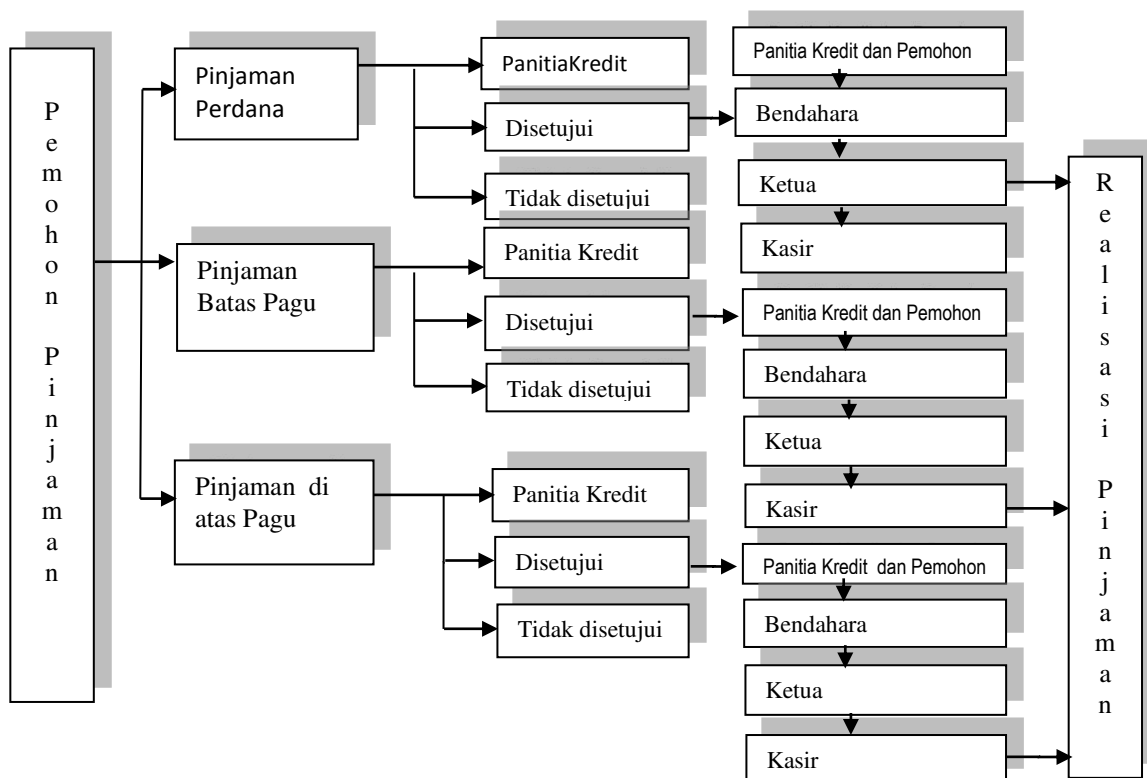 Pemohon Pinjaman
Pinjaman
Perdana
Pinjaman
Batas Pagu
Pinjaman di
atas Pagu
PanitiaKredit
Disetujui
Tidak disetujui
Panitia Kredit
Disetujui
Tidak disetujui
Panitia Kredit
Disetujui
Tidak disetujui
Panitia Kredit dan Pemohon
Bendahara
Ketua
Kasir
Panitia Kredit dan Pemohon
Bendahara
Ketua
Kasir
Panitia Kredit dan Pemohon
Bendahara
Ketua
Kasir
Realisasi Pinjaman